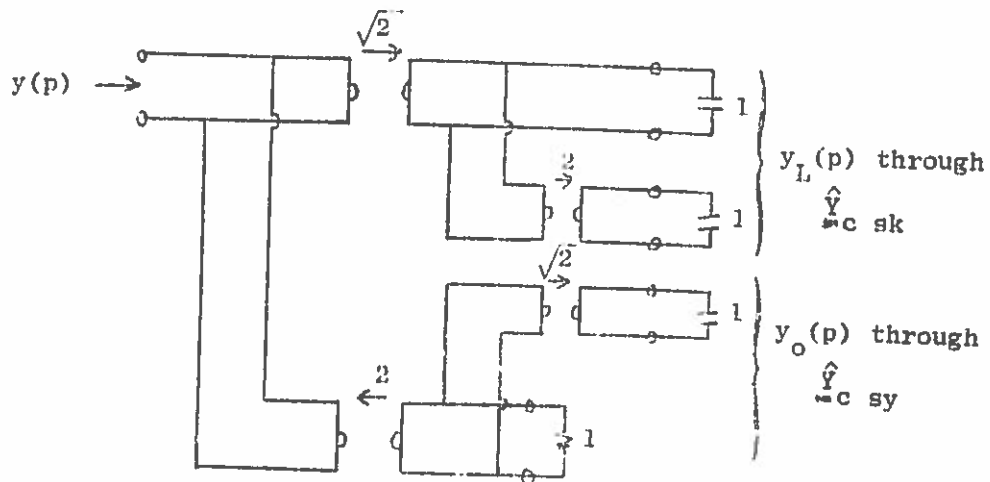 √2
y(p) →
1
2
1
y_L(p) through
Ŷ_c sk
√2
1
y_o(p) through
Ŷ_c sy
2
1